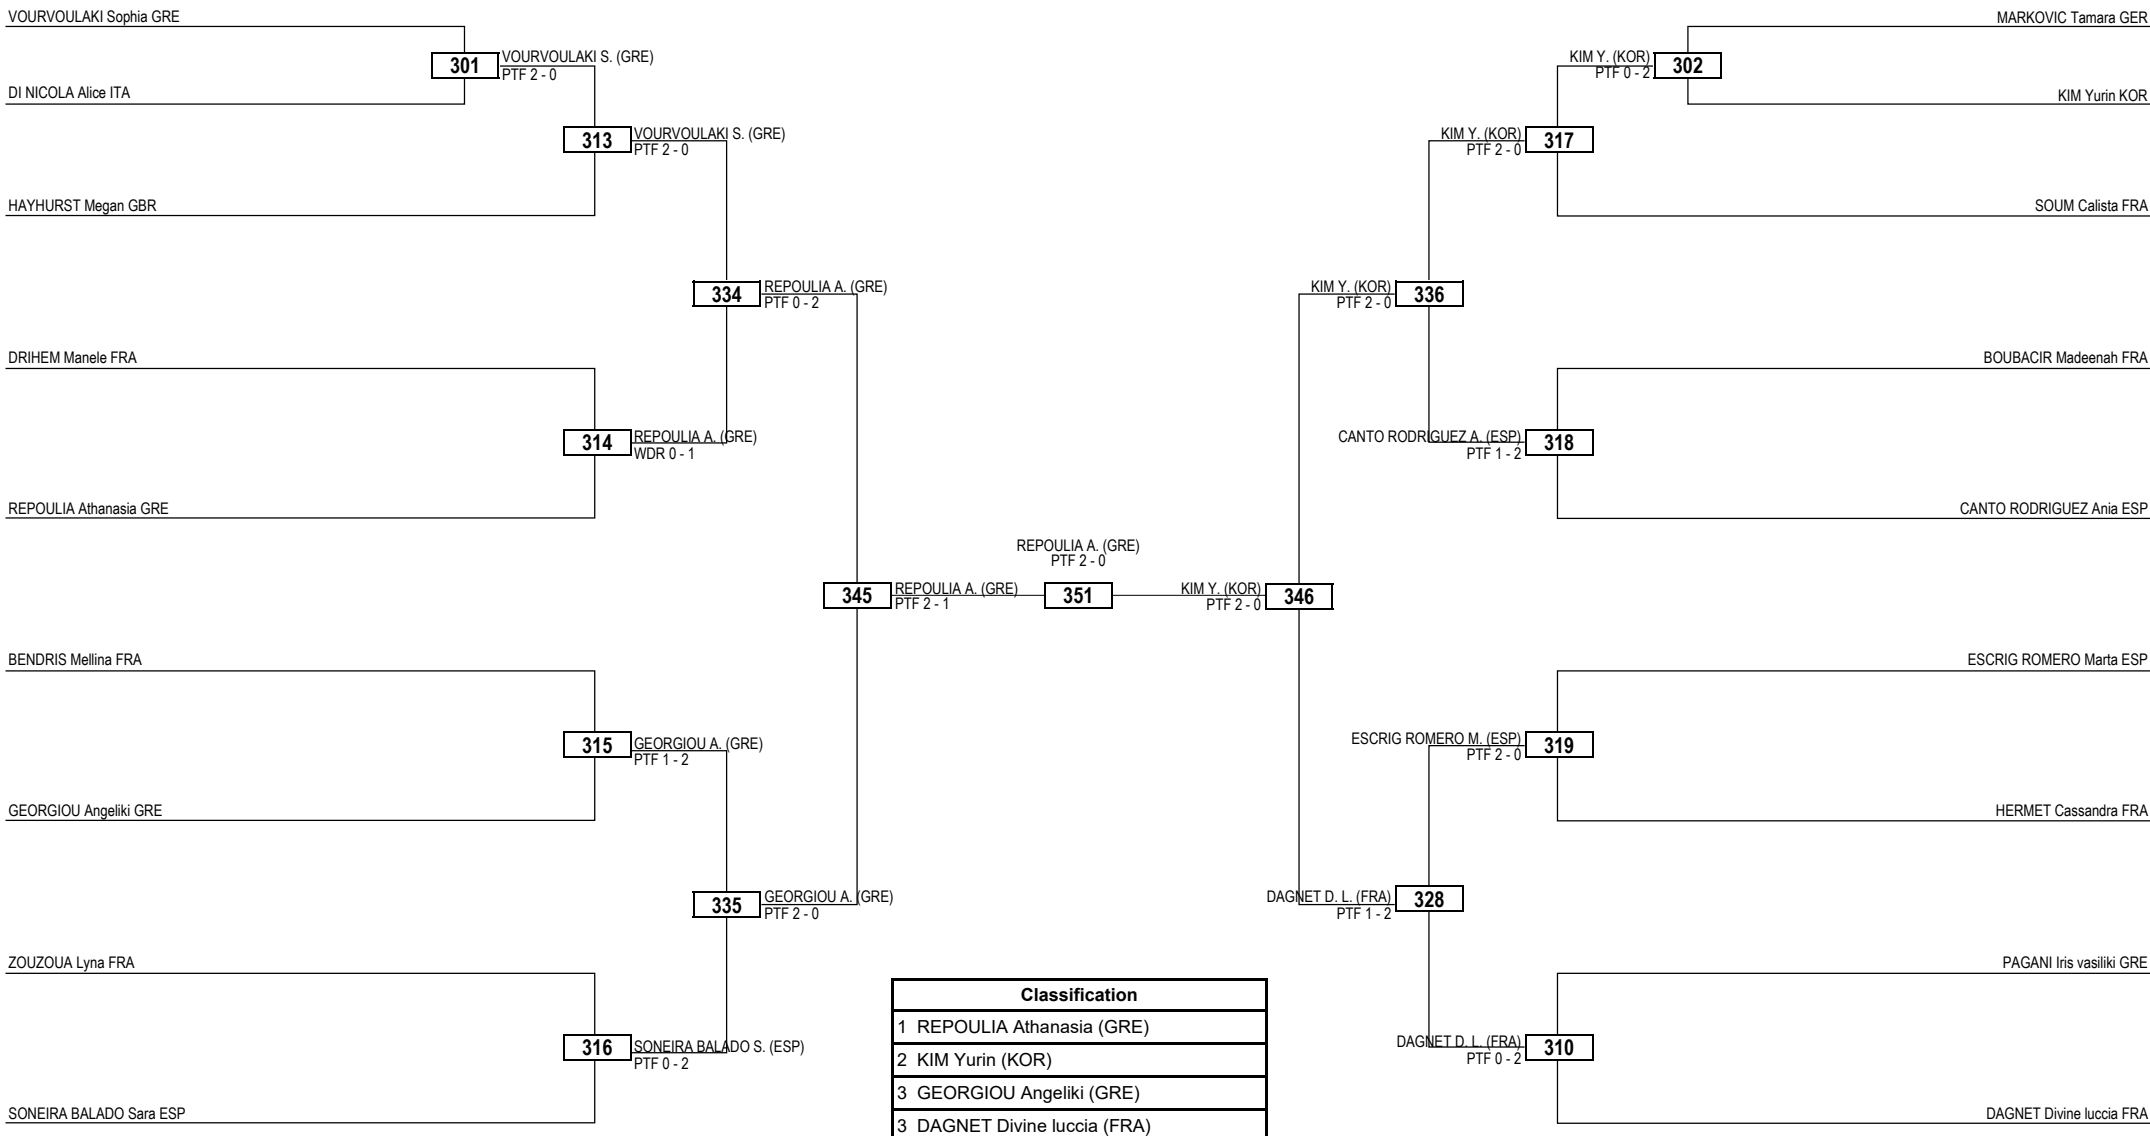 VOURVOULAKI Sophia GRE
MARKOVIC Tamara GER
301
VOURVOULAKI S. (GRE)
PTF 2 - 0
KIM Y. (KOR)
PTF 0 - 2
302
DI NICOLA Alice ITA
KIM Yurin KOR
313
VOURVOULAKI S. (GRE)
PTF 2 - 0
KIM Y. (KOR)
PTF 2 - 0
317
HAYHURST Megan GBR
SOUM Calista FRA
334
REPOULIA A. (GRE)
PTF 0 - 2
KIM Y. (KOR)
PTF 2 - 0
336
DRIHEM Manele FRA
BOUBACIR Madeenah FRA
314
REPOULIA A. (GRE)
WDR 0 - 1
CANTO RODRIGUEZ A. (ESP)
PTF 1 - 2
318
REPOULIA Athanasia GRE
CANTO RODRIGUEZ Ania ESP
REPOULIA A. (GRE)
PTF 2 - 0
345
REPOULIA A. (GRE)
PTF 2 - 1
351
KIM Y. (KOR)
PTF 2 - 0
346
BENDRIS Mellina FRA
ESCRIG ROMERO Marta ESP
315
GEORGIOU A. (GRE)
PTF 1 - 2
ESCRIG ROMERO M. (ESP)
PTF 2 - 0
319
GEORGIOU Angeliki GRE
HERMET Cassandra FRA
335
GEORGIOU A. (GRE)
PTF 2 - 0
DAGNET D. L. (FRA)
PTF 1 - 2
328
ZOUZOUA Lyna FRA
PAGANI Iris vasiliki GRE
316
SONEIRA BALADO S. (ESP)
PTF 0 - 2
DAGNET D. L. (FRA)
PTF 0 - 2
310
SONEIRA BALADO Sara ESP
DAGNET Divine luccia FRA
Classification
1 REPOULIA Athanasia (GRE)
2 KIM Yurin (KOR)
3 GEORGIOU Angeliki (GRE)
3 DAGNET Divine luccia (FRA)